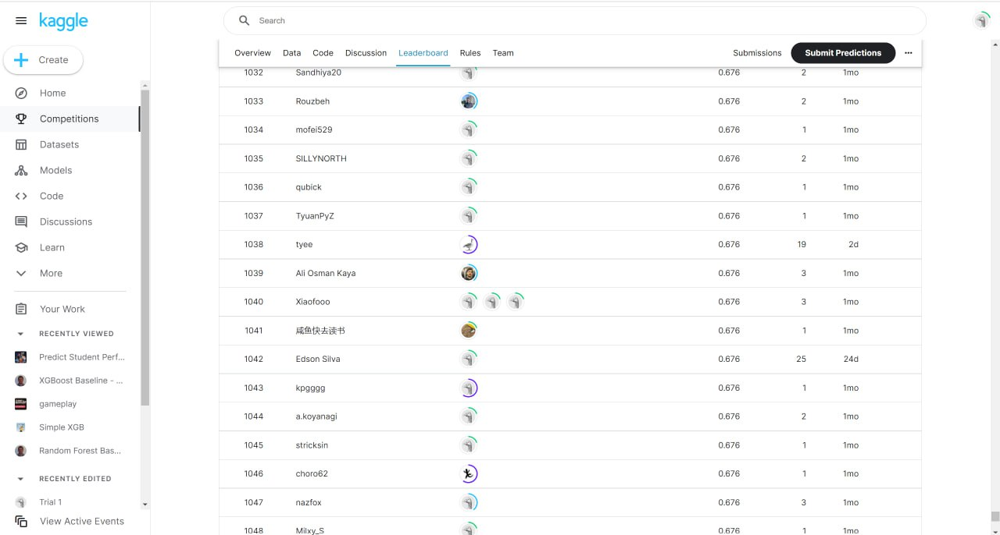 kaggle
Search
Create
Overview Data Code Discussion Leaderboard Rules Team Submissions Submit Predictions
Home
Competitions
Datasets
Models
Code
Discussions
Learn
More
Your Work
RECENTLY VIEWED
Predict Student Perf...
XGBoost Baseline - ...
gameplay
Simple XGB
Random Forest Bas...
RECENTLY EDITED
Trial 1
View Active Events
1032 Sandhiya20 0.676 2 1mo
1033 Rouzbeh 0.676 2 1mo
1034 mofei529 0.676 1 1mo
1035 SILLYNORTH 0.676 2 1mo
1036 qubick 0.676 1 1mo
1037 TyuanPyZ 0.676 1 1mo
1038 tyee 0.676 19 2d
1039 Ali Osman Kaya 0.676 3 1mo
1040 Xiaofooo 0.676 3 1mo
1041 咸鱼快去读书 0.676 1 1mo
1042 Edson Silva 0.676 25 24d
1043 kpgggg 0.676 1 1mo
1044 a.koyanagi 0.676 2 1mo
1045 stricksin 0.676 1 1mo
1046 choro62 0.676 1 1mo
1047 nazfox 0.676 3 1mo
1048 Milxy_S 0.676 1 1mo